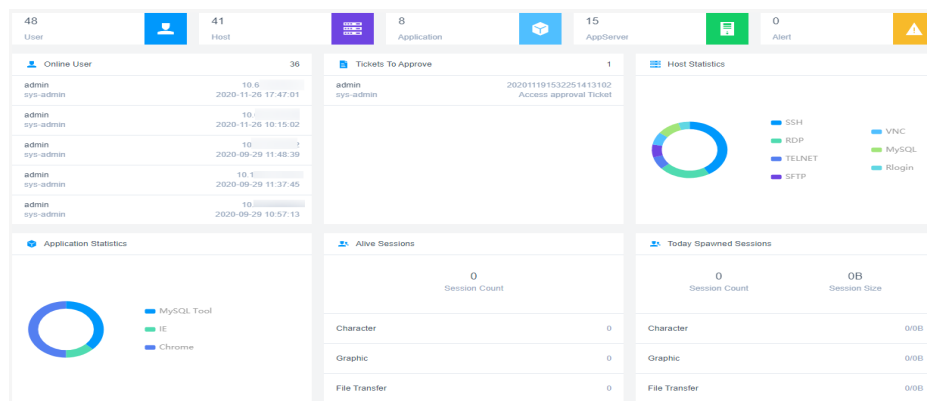 48
User
41
Host
8
Application
15
AppServer
0
Alert
Online User 36
admin 10.6
sys-admin 2020-11-26 17:47:01
admin 10.
sys-admin 2020-11-26 10:15:02
admin 10
sys-admin 2020-09-29 11:48:39
admin 10.1
sys-admin 2020-09-29 11:37:45
admin 10.
sys-admin 2020-09-29 10:57:13
Tickets To Approve 1
admin 202011191532251413102
sys-admin Access approval Ticket
Host Statistics
SSH
RDP
TELNET
SFTP
VNC
MySQL
Rlogin
Application Statistics
MySQL Tool
IE
Chrome
Alive Sessions
0
Session Count
Character 0
Graphic 0
File Transfer 0
Today Spawned Sessions
0 0B
Session Count Session Size
Character 0/0B
Graphic 0/0B
File Transfer 0/0B